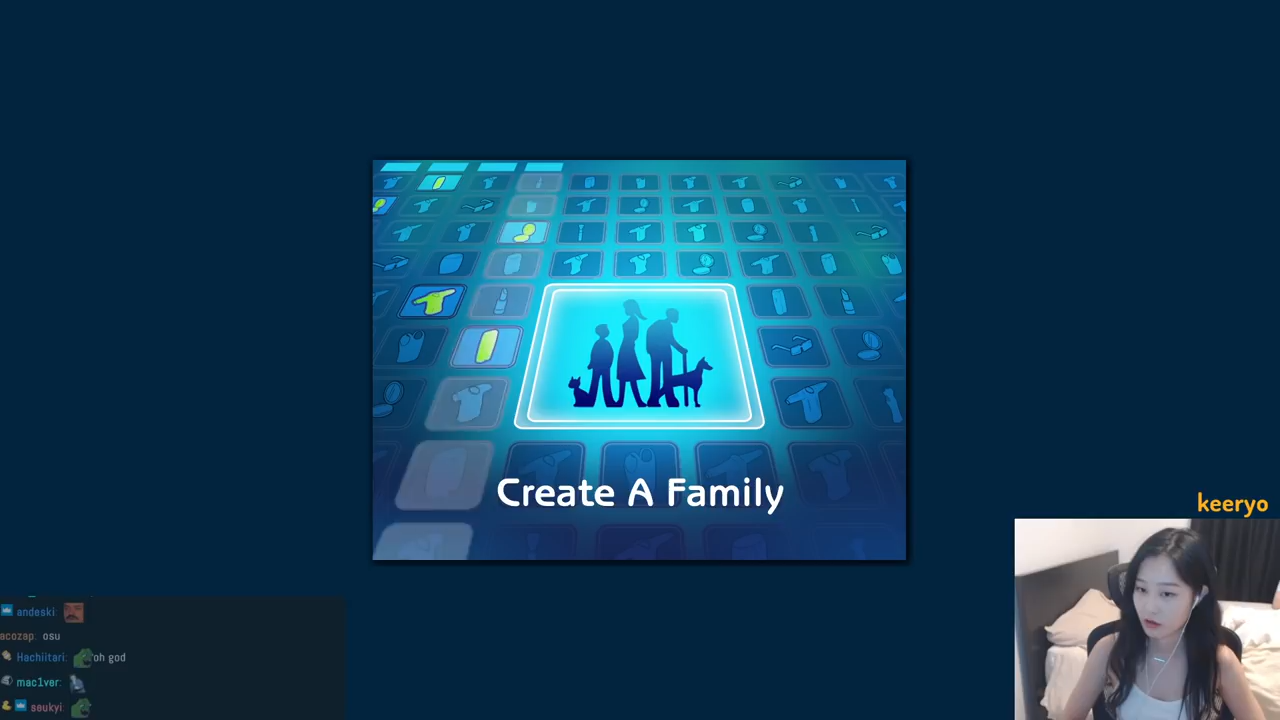 Create A Family
keeryo
andeski:
acozap: osu
Hachiitari: oh god
mac1ver:
seukyi: